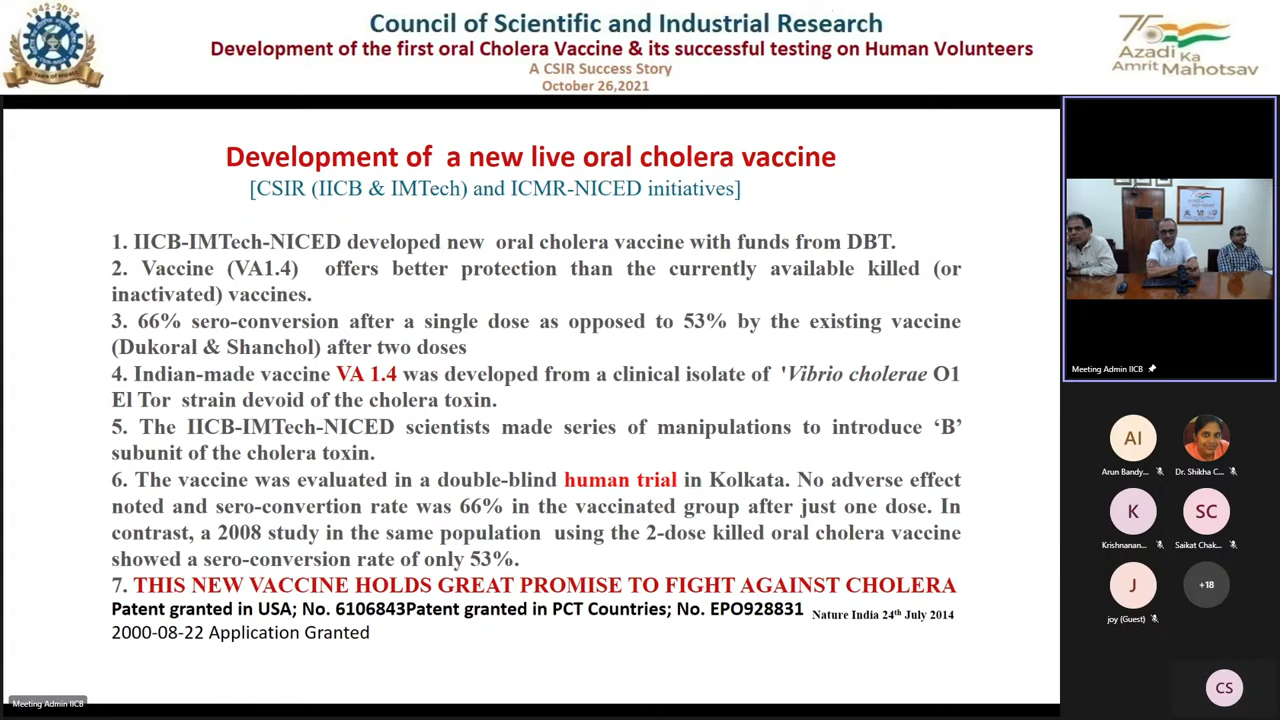 1942-2022
80 Years of Impact
Council of Scientific and Industrial Research
Development of the first oral Cholera Vaccine & its successful testing on Human Volunteers
A CSIR Success Story
October 26,2021
75
Azadi Ka
Amrit Mahotsav
Development of a new live oral cholera vaccine
[CSIR (IICB & IMTech) and ICMR-NICED initiatives]
1. IICB-IMTech-NICED developed new oral cholera vaccine with funds from DBT.
2. Vaccine (VA1.4) offers better protection than the currently available killed (or
inactivated) vaccines.
3. 66% sero-conversion after a single dose as opposed to 53% by the existing vaccine
(Dukoral & Shanchol) after two doses
4. Indian-made vaccine VA 1.4 was developed from a clinical isolate of 'Vibrio cholerae O1
El Tor strain devoid of the cholera toxin.
5. The IICB-IMTech-NICED scientists made series of manipulations to introduce ‘B’
subunit of the cholera toxin.
6. The vaccine was evaluated in a double-blind human trial in Kolkata. No adverse effect
noted and sero-convertion rate was 66% in the vaccinated group after just one dose. In
contrast, a 2008 study in the same population using the 2-dose killed oral cholera vaccine
showed a sero-conversion rate of only 53%.
7. THIS NEW VACCINE HOLDS GREAT PROMISE TO FIGHT AGAINST CHOLERA
Patent granted in USA; No. 6106843Patent granted in PCT Countries; No. EPO928831 Nature India 24th July 2014
2000-08-22 Application Granted
Meeting Admin IICB
Meeting Admin IICB
AI
Arun Bandy...
Dr. Shikha C...
K
Krishnanan...
SC
Saikat Chak...
J
joy (Guest)
+18
CS